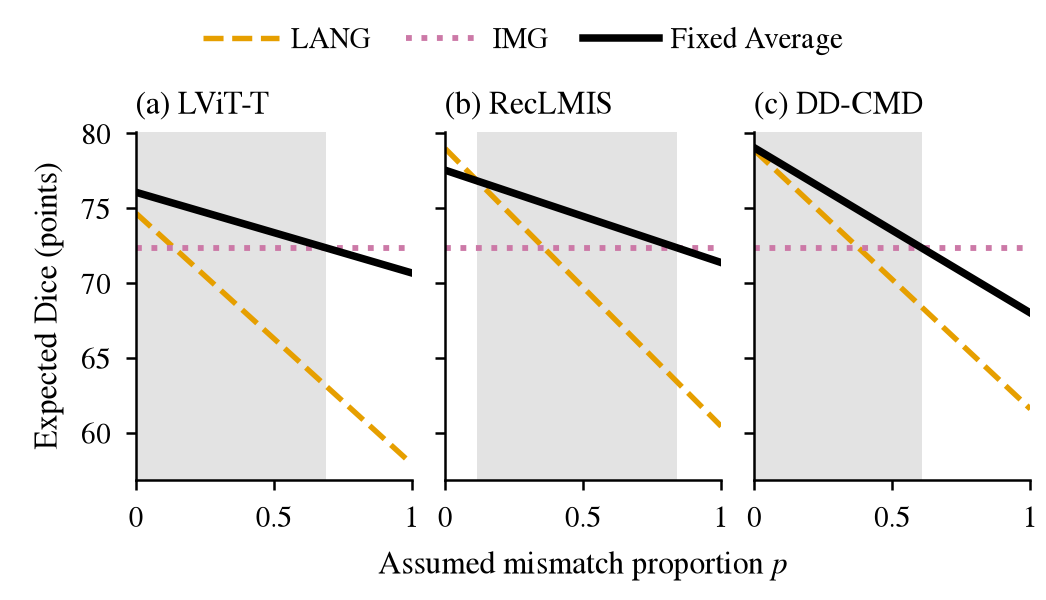 LANG IMG Fixed Average
(a) LViT-T (b) RecLMIS (c) DD-CMD
Expected Dice (points)
80
75
70
65
60
0 0.5 1 0 0.5 1 0 0.5 1
Assumed mismatch proportion p